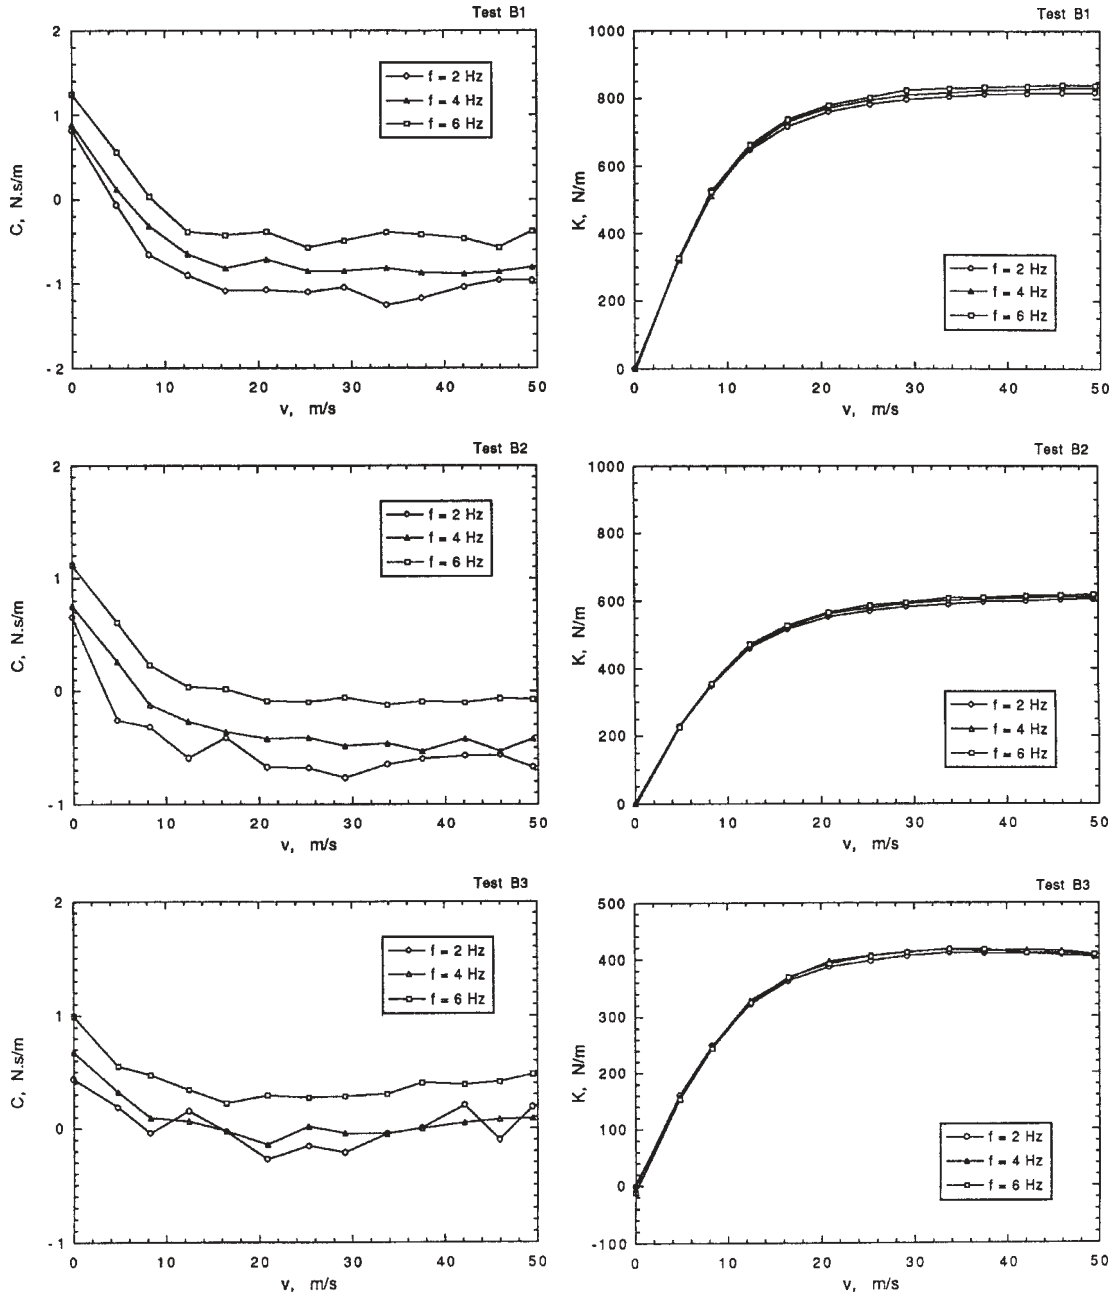 Test B1
2
1
0
-1
-2
C, N.s/m
f = 2 Hz
f = 4 Hz
f = 6 Hz
0 10 20 30 40 50
v, m/s
Test B1
1000
800
600
400
200
0
K, N/m
f = 2 Hz
f = 4 Hz
f = 6 Hz
0 10 20 30 40 50
v, m/s
Test B2
2
1
0
-1
C, N.s/m
f = 2 Hz
f = 4 Hz
f = 6 Hz
0 10 20 30 40 50
v, m/s
Test B2
1000
800
600
400
200
0
K, N/m
f = 2 Hz
f = 4 Hz
f = 6 Hz
0 10 20 30 40 50
v, m/s
Test B3
2
1
0
-1
C, N.s/m
f = 2 Hz
f = 4 Hz
f = 6 Hz
0 10 20 30 40 50
v, m/s
Test B3
500
400
300
200
100
0
-100
K, N/m
f = 2 Hz
f = 4 Hz
f = 6 Hz
0 10 20 30 40 50
v, m/s